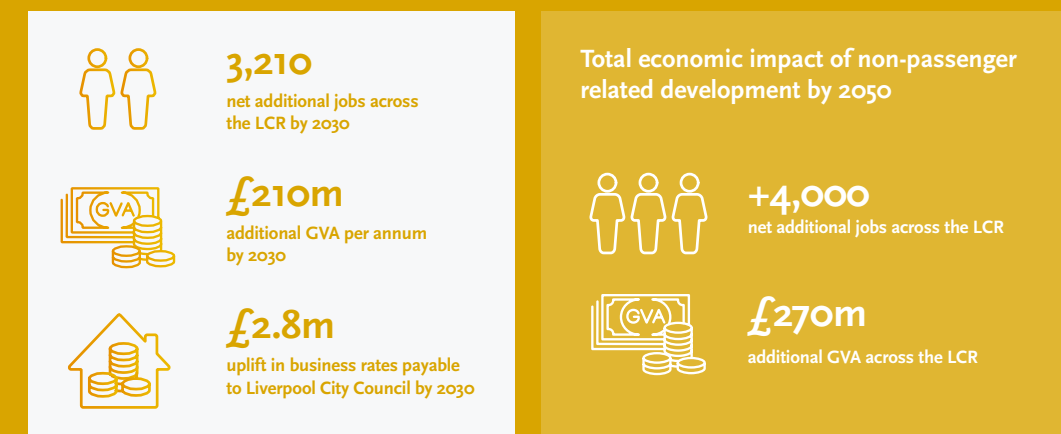 3,210
net additional jobs across
the LCR by 2030
GVA
£210m
additional GVA per annum
by 2030
£2.8m
uplift in business rates payable
to Liverpool City Council by 2030
Total economic impact of non-passenger
related development by 2050
+4,000
net additional jobs across the LCR
GVA
£270m
additional GVA across the LCR